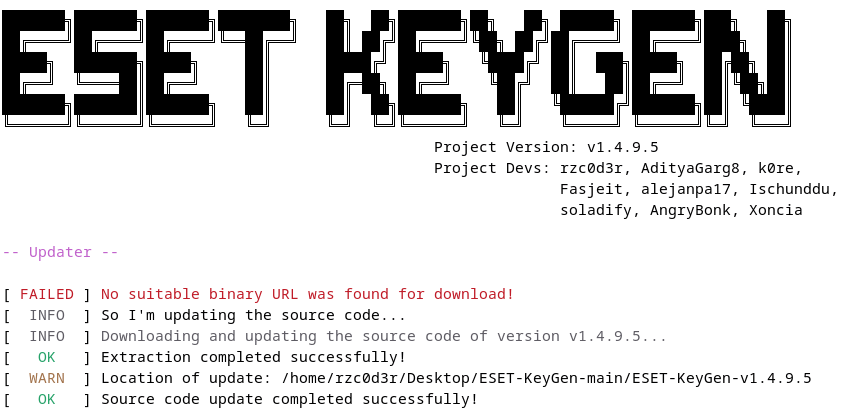 ESET KEYGEN
Project Version: v1.4.9.5
Project Devs: rzc0d3r, AdityaGarg8, k0re,
Fasjeit, alejanpa17, Ischunddu,
soladify, AngryBonk, Xoncia
-- Updater --
[ FAILED ] No suitable binary URL was found for download!
[ INFO ] So I'm updating the source code...
[ INFO ] Downloading and updating the source code of version v1.4.9.5...
[ OK ] Extraction completed successfully!
[ WARN ] Location of update: /home/rzc0d3r/Desktop/ESET-KeyGen-main/ESET-KeyGen-v1.4.9.5
[ OK ] Source code update completed successfully!